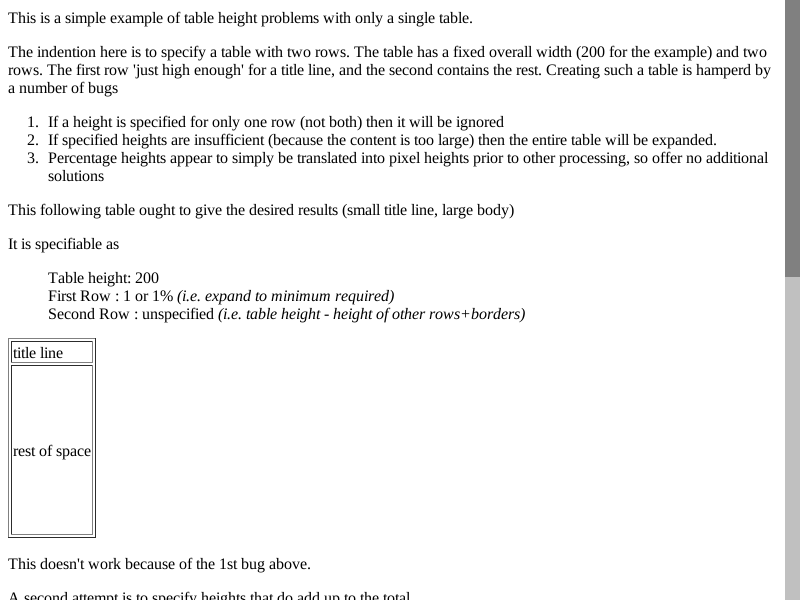 This is a simple example of table height problems with only a single table.
The indention here is to specify a table with two rows. The table has a fixed overall width (200 for the example) and two
rows. The first row 'just high enough' for a title line, and the second contains the rest. Creating such a table is hamperd by
a number of bugs
1. If a height is specified for only one row (not both) then it will be ignored
2. If specified heights are insufficient (because the content is too large) then the entire table will be expanded.
3. Percentage heights appear to simply be translated into pixel heights prior to other processing, so offer no additional
solutions
This following table ought to give the desired results (small title line, large body)
It is specifiable as
Table height: 200
First Row : 1 or 1% (i.e. expand to minimum required)
Second Row : unspecified (i.e. table height - height of other rows+borders)
title line
rest of space
This doesn't work because of the 1st bug above.
A second attempt is to specify heights that do add up to the total